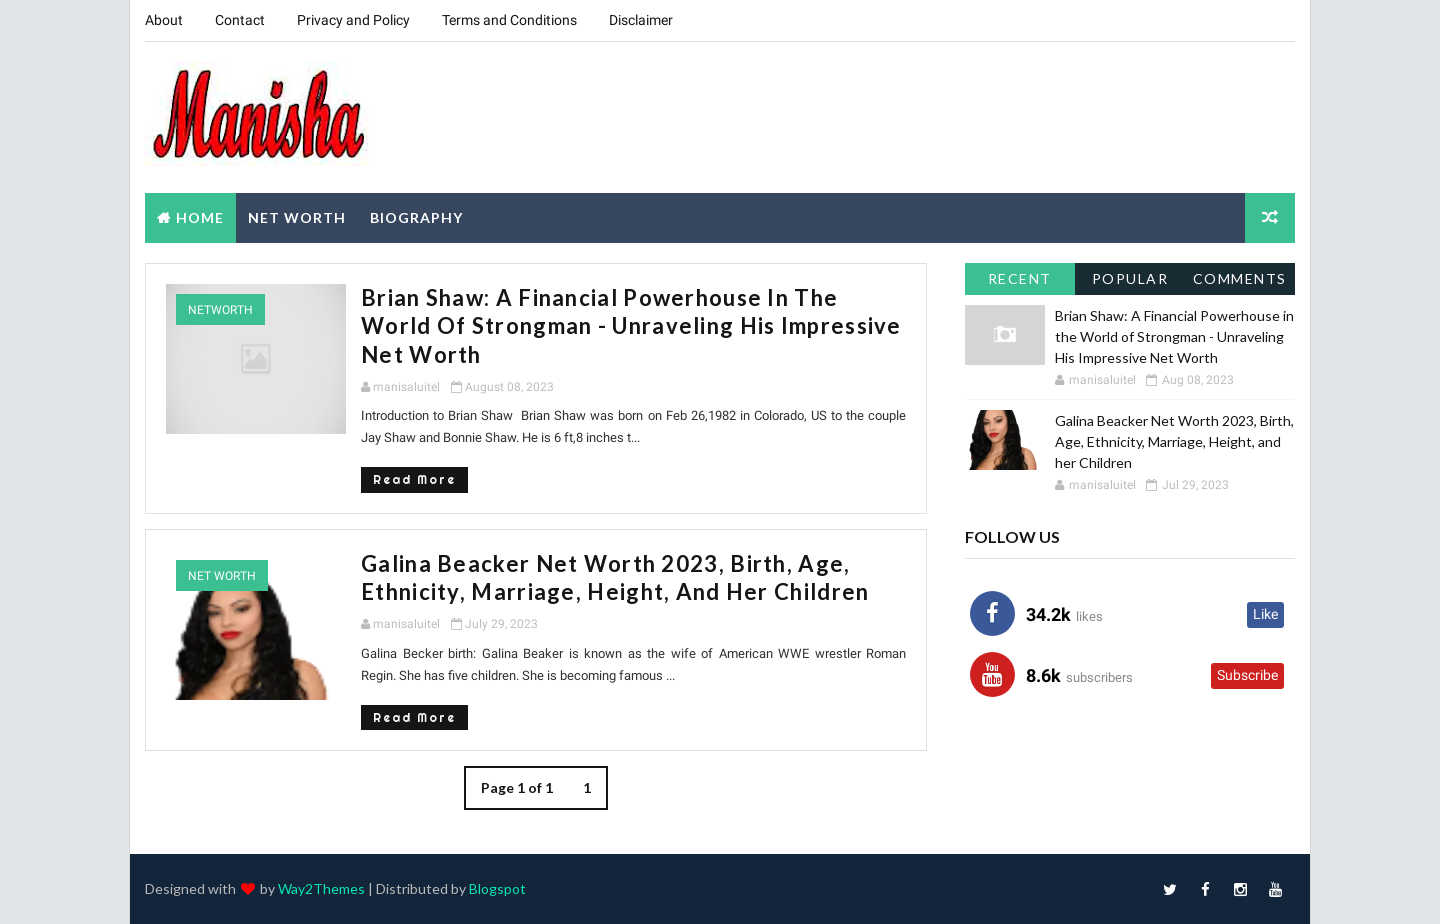 About
Contact
Privacy and Policy
Terms and Conditions
Disclaimer
Manisha
HOME
NET WORTH
BIOGRAPHY
NETWORTH
Brian Shaw: A Financial Powerhouse In The
World Of Strongman - Unraveling His Impressive
Net Worth
manisaluitel August 08, 2023
Introduction to Brian Shaw  Brian Shaw was born on Feb 26,1982 in Colorado, US to the couple
Jay Shaw and Bonnie Shaw. He is 6 ft,8 inches t...
Read More
NET WORTH
Galina Beacker Net Worth 2023, Birth, Age,
Ethnicity, Marriage, Height, And Her Children
manisaluitel July 29, 2023
Galina Becker birth: Galina Beaker is known as the wife of American WWE wrestler Roman
Regin. She has five children. She is becoming famous ...
Read More
Page 1 of 1 1
RECENT
POPULAR
COMMENTS
Brian Shaw: A Financial Powerhouse in
the World of Strongman - Unraveling
His Impressive Net Worth
manisaluitel Aug 08, 2023
Galina Beacker Net Worth 2023, Birth,
Age, Ethnicity, Marriage, Height, and
her Children
manisaluitel Jul 29, 2023
FOLLOW US
34.2k likes
Like
You Tube
8.6k subscribers
Subscribe
Designed with by Way2Themes | Distributed by Blogspot